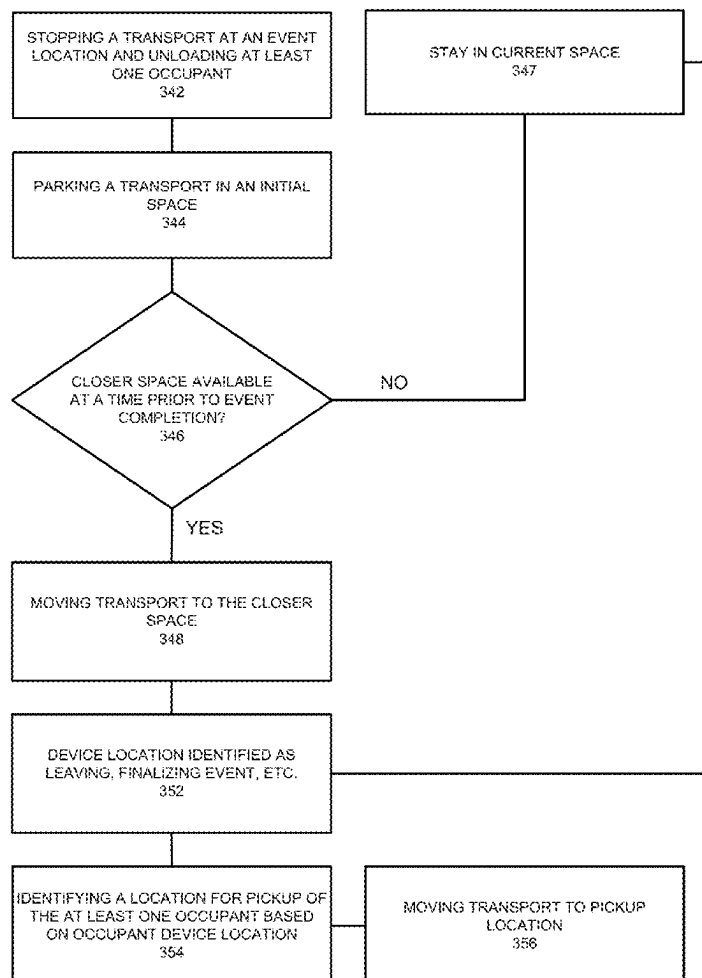 STOPPING A TRANSPORT AT AN EVENT
LOCATION AND UNLOADING AT LEAST
ONE OCCUPANT
342
STAY IN CURRENT SPACE
347
PARKING A TRANSPORT IN AN INITIAL
SPACE
344
CLOSER SPACE AVAILABLE
AT A TIME PRIOR TO EVENT
COMPLETION?
346
NO
YES
MOVING TRANSPORT TO THE CLOSER
SPACE
348
DEVICE LOCATION IDENTIFIED AS
LEAVING, FINALIZING EVENT, ETC.
352
IDENTIFYING A LOCATION FOR PICKUP OF
THE AT LEAST ONE OCCUPANT BASED
ON OCCUPANT DEVICE LOCATION
354
MOVING TRANSPORT TO PICKUP
LOCATION
356